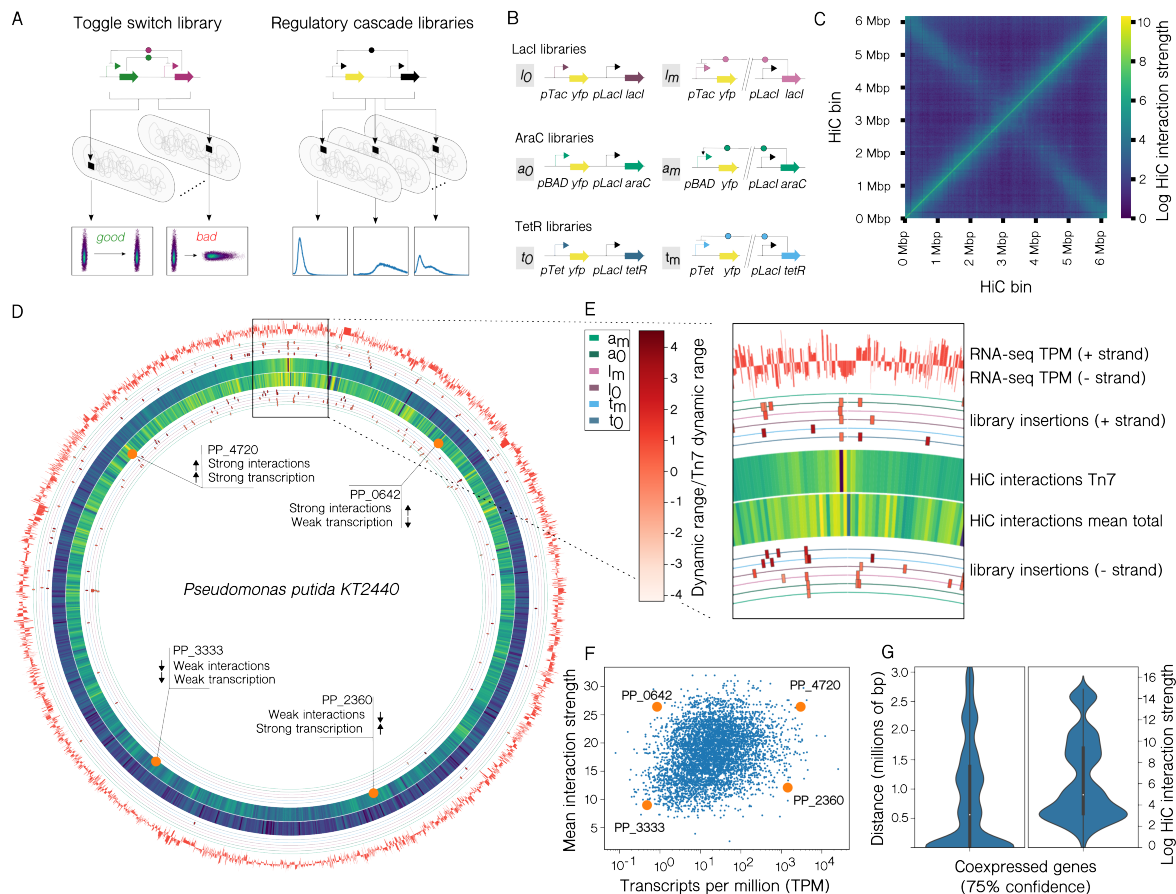 A
Toggle switch library
Regulatory cascade libraries
good
bad
B
LacI libraries
l0
pTac yfp pLacI lacI
lm
pTac yfp pLacI lacI
AraC libraries
a0
pBAD yfp pLacI araC
am
pBAD yfp pLacI araC
TetR libraries
t0
pTet yfp pLacI tetR
tm
pTet yfp pLacI tetR
C
6 Mbp
5 Mbp
4 Mbp
3 Mbp
2 Mbp
1 Mbp
0 Mbp
HiC bin
0 Mbp
1 Mbp
2 Mbp
3 Mbp
4 Mbp
5 Mbp
6 Mbp
HiC bin
10
8
6
4
2
0
Log HiC interaction strength
D
PP_4720
Strong interactions
Strong transcription
PP_0642
Strong interactions
Weak transcription
Pseudomonas putida KT2440
PP_3333
Weak interactions
Weak transcription
PP_2360
Weak interactions
Strong transcription
E
am
a0
lm
l0
tm
t0
4
3
2
1
0
-1
-2
-3
-4
Dynamic range/Tn7 dynamic range
RNA-seq TPM (+ strand)
RNA-seq TPM (- strand)
library insertions (+ strand)
HiC interactions Tn7
HiC interactions mean total
library insertions (- strand)
F
Mean interaction strength
30
25
20
15
10
5
PP_0642
PP_4720
PP_3333
PP_2360
10-1 100 101 102 103 104
Transcripts per million (TPM)
G
Distance (millions of bp)
3.0
2.5
2.0
1.5
1.0
0.5
16
14
12
10
8
6
4
2
0
Log HiC interaction strength
Coexpressed genes
(75% confidence)